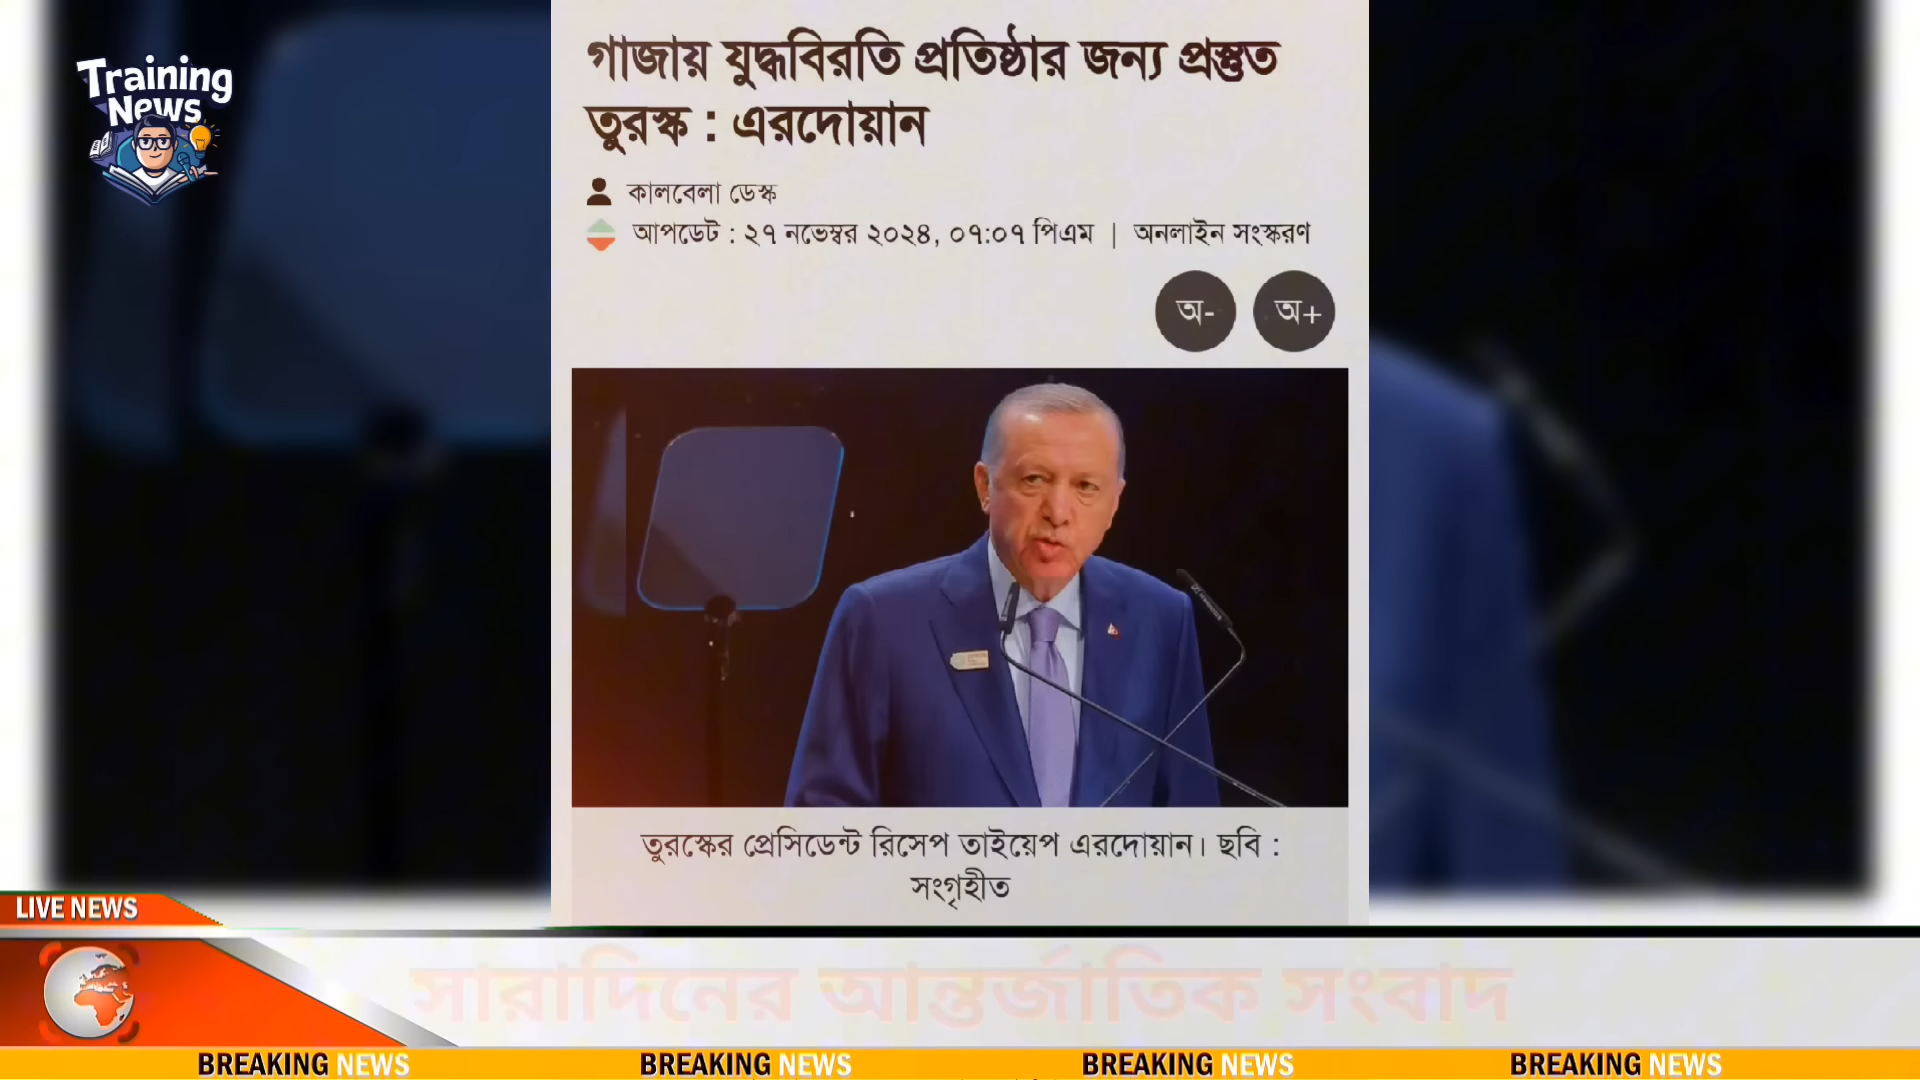 Training
News
গাজায় যুদ্ধবিরতি প্রতিষ্ঠার জন্য প্রস্তুত
তুরস্ক : এরদোয়ান
কালবেলা ডেস্ক
আপডেট : ২৭ নভেম্বর ২০২৪, ০৭:০৭ পিএম | অনলাইন সংস্করণ
অ- অ+
তুরস্কের প্রেসিডেন্ট রিসেপ তাইয়েপ এরদোয়ান। ছবি :
সংগৃহীত
LIVE NEWS
সারাদিনের আন্তর্জাতিক সংবাদ
BREAKING NEWS BREAKING NEWS BREAKING NEWS BREAKING NEWS